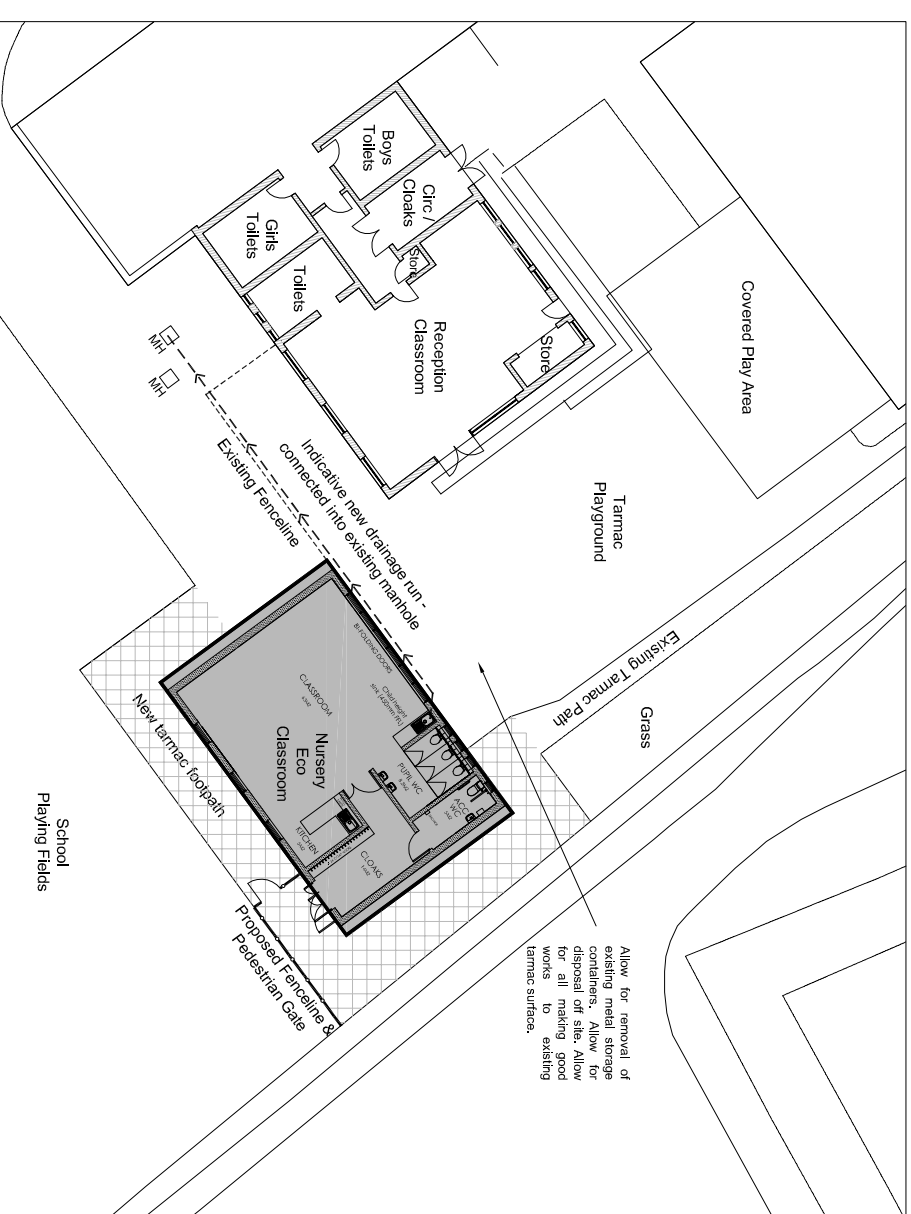 Covered Play Area
Boys
Toilets
Circ /
Cloaks
Store
Girls
Toilets
Toilets
Reception
Classroom
Store
MH
MH
Tarmac
Playground
Indicative new drainage run -
connected into existing manhole
Existing Fenceline
Existing Tarmac Path
Grass
BI-FOLDING DOORS
CLASSROOM
Child height
Nursery
Eco
Classroom
PUPIL WC
ACC
WC
KITCHEN
CLOAKS
New tarmac footpath
Proposed Fenceline &
Pedestrian Gate
School
Playing Fields
Allow for removal of
existing metal storage
containers. Allow for
disposal off site. Allow
for all making good
works to existing
tarmac surface.